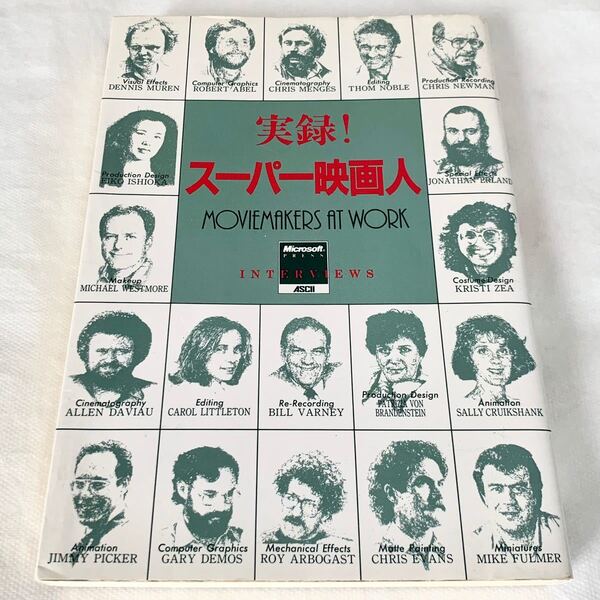 Visual Effects
DENNIS MUREN
Computer Graphics
ROBERT ABEL
Cinematography
CHRIS MENGES
Editing
THOM NOBLE
Production Recording
CHRIS NEWMAN
Production Design
EIKO ISHIOKA
実録!
スーパー映画人
MOVIEMAKERS AT WORK
Microsoft
PRESS
ASCII
INTERVIEWS
Special Effects
JONATHAN ERLAND
Makeup
MICHAEL WESTMORE
Costume Design
KRISTI ZEA
Cinematography
ALLEN DAVIAU
Editing
CAROL LITTLETON
Re-Recording
BILL VARNEY
Production Design
PATRIZIA VON
BRANDENSTEIN
Animation
SALLY CRUIKSHANK
Animation
JIMMY PICKER
Computer Graphics
GARY DEMOS
Mechanical Effects
ROY ARBOGAST
Matte Painting
CHRIS EVANS
Miniatures
MIKE FULMER